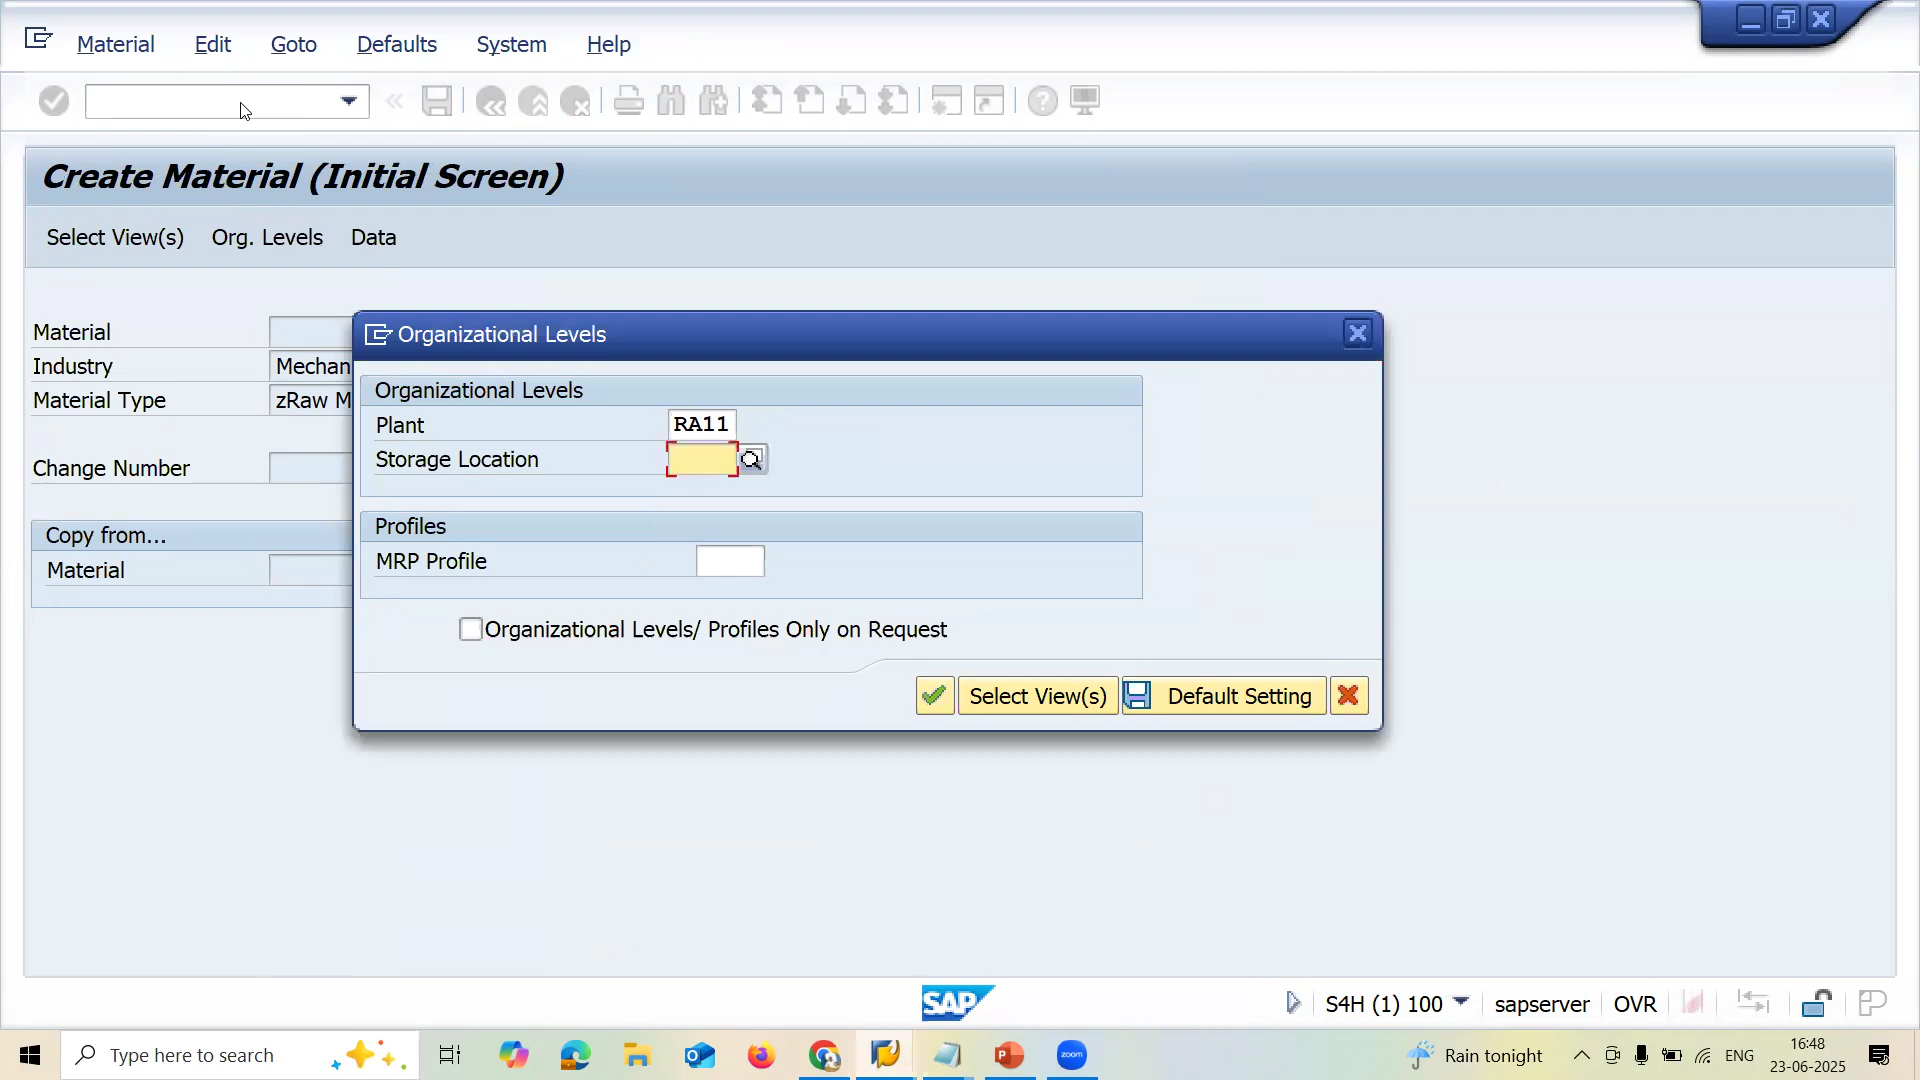 Material Edit Goto Defaults System Help
Create Material (Initial Screen)
Select View(s) Org. Levels Data
Material
Industry Mechan
Material Type zRaw M
Change Number
Copy from...
Material
Organizational Levels
Organizational Levels
Plant RA11
Storage Location
Profiles
MRP Profile
Organizational Levels/ Profiles Only on Request
Select View(s) Default Setting
SAP S4H (1) 100 sapserver OVR
Type here to search zoom Rain tonight ENG 16:48
23-06-2025